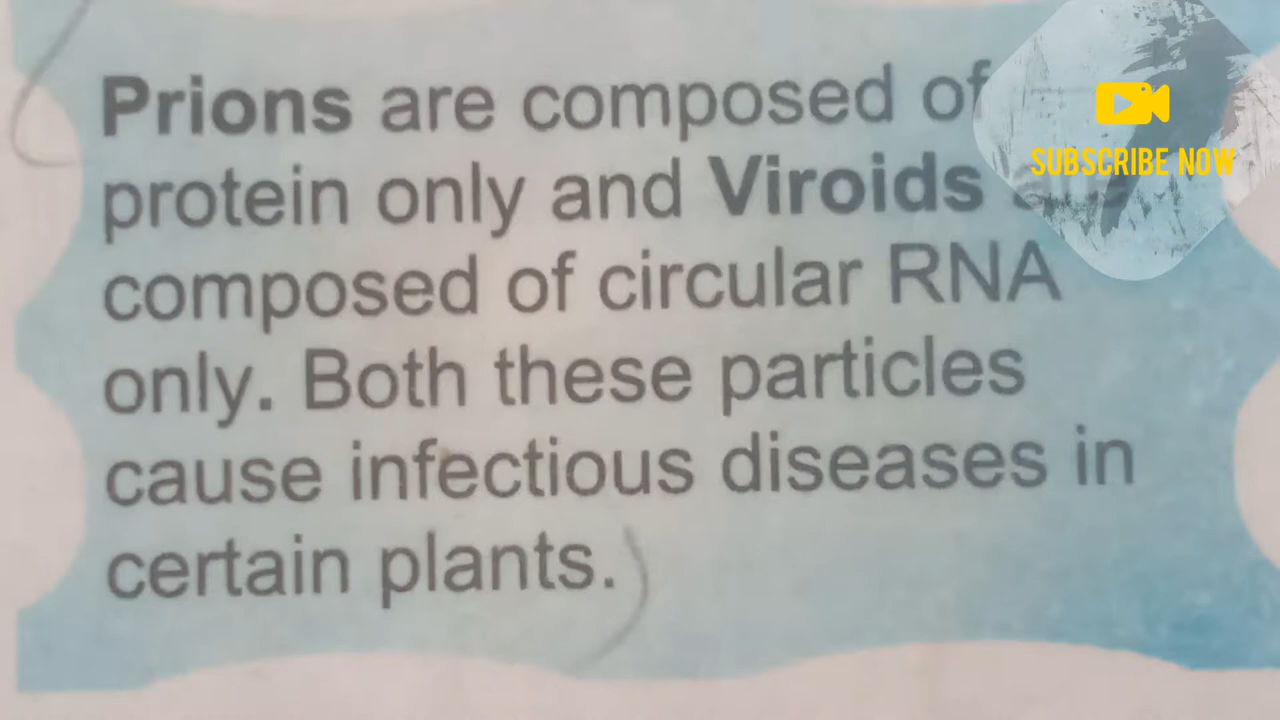 Prions are composed of
protein only and Viroids
composed of circular RNA
only. Both these particles
cause infectious diseases in
certain plants.
SUBSCRIBE NOW